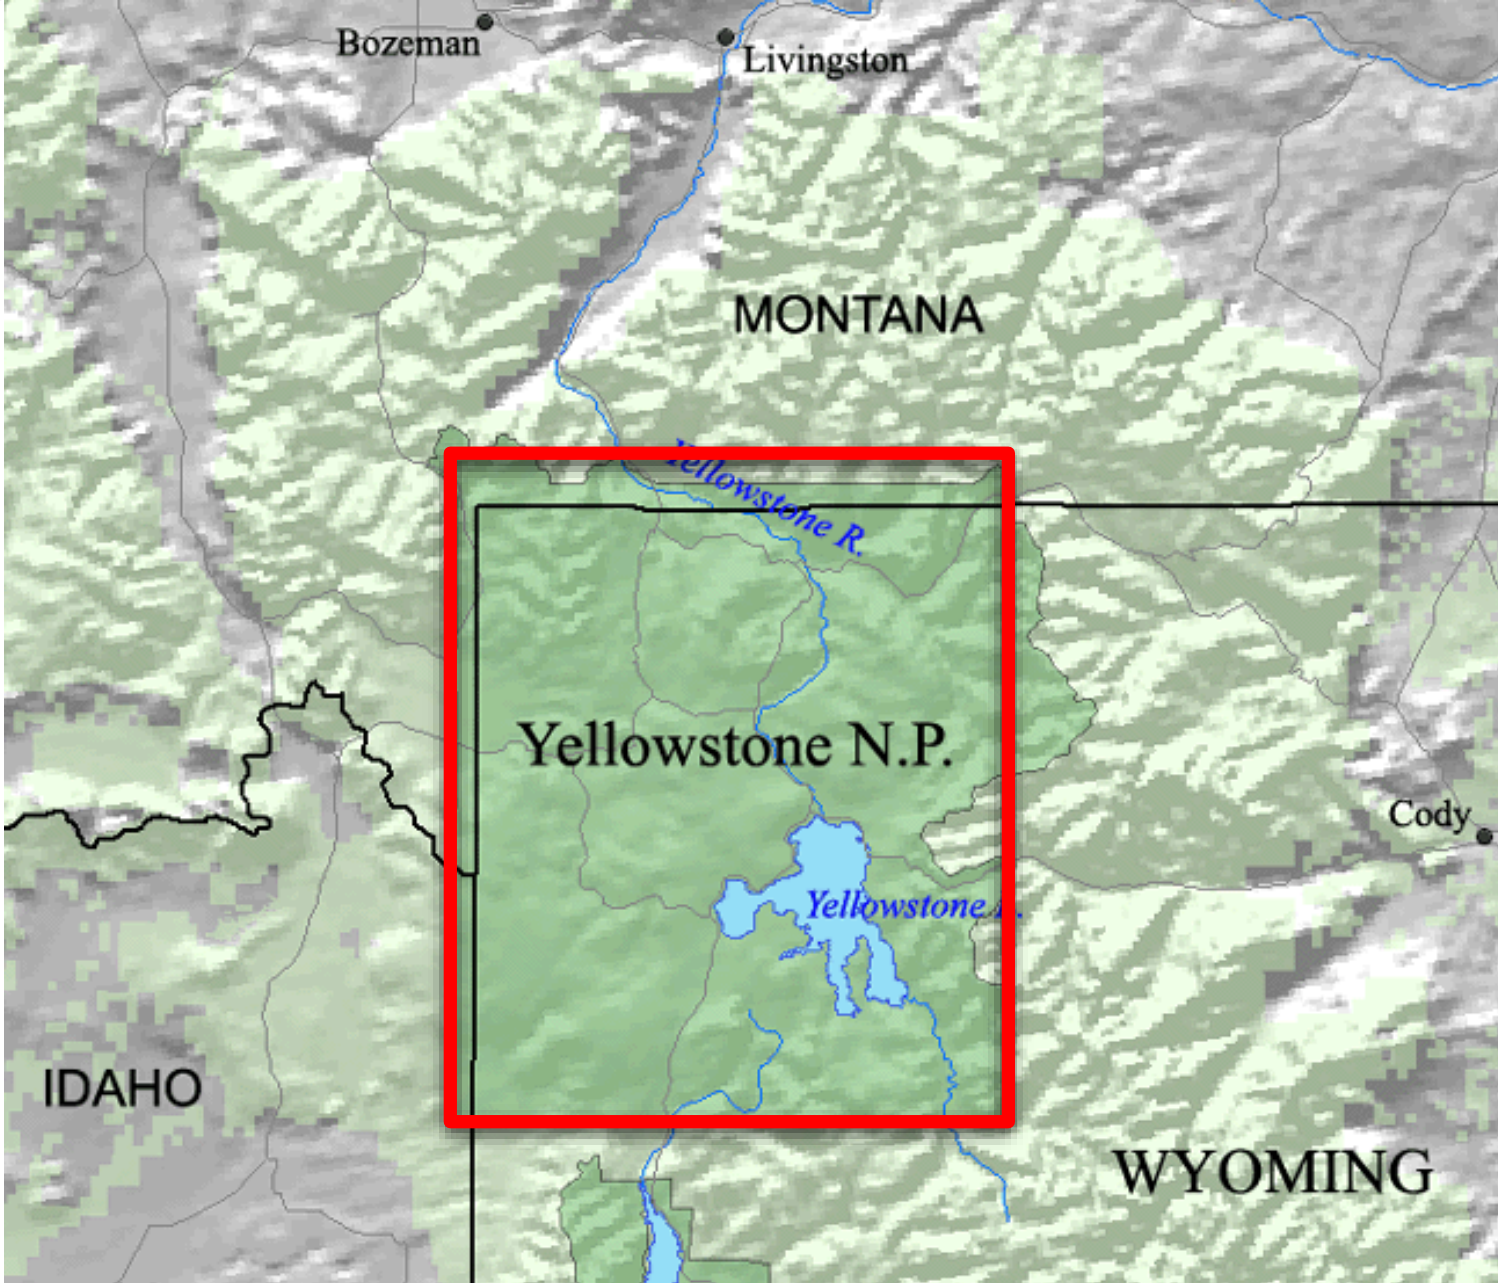 Bozeman
Livingston
MONTANA
Yellowstone R.
Yellowstone N.P.
Cody
Yellowstone
IDAHO
WYOMING